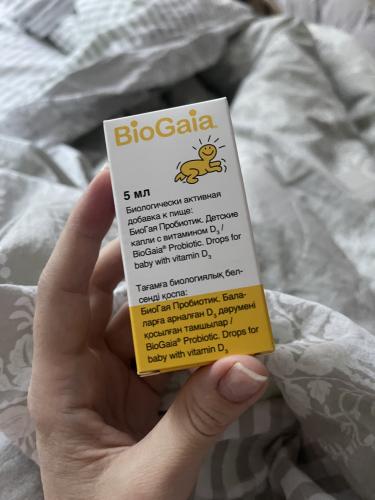 BioGaia
5 мл
Биологически активная
добавка к пище:
БиоГая Пробиотик. Детские
капли с витамином D₃ /
BioGaia® Probiotic. Drops for
baby with vitamin D₃
Тағамға биологиялық бел-
сенді қоспа:
БиоГая Пробиотик. Бала-
ларға арналған D₃ дәрумені
қосылған тамшылар /
BioGaia® Probiotic. Drops for
baby with vitamin D₃